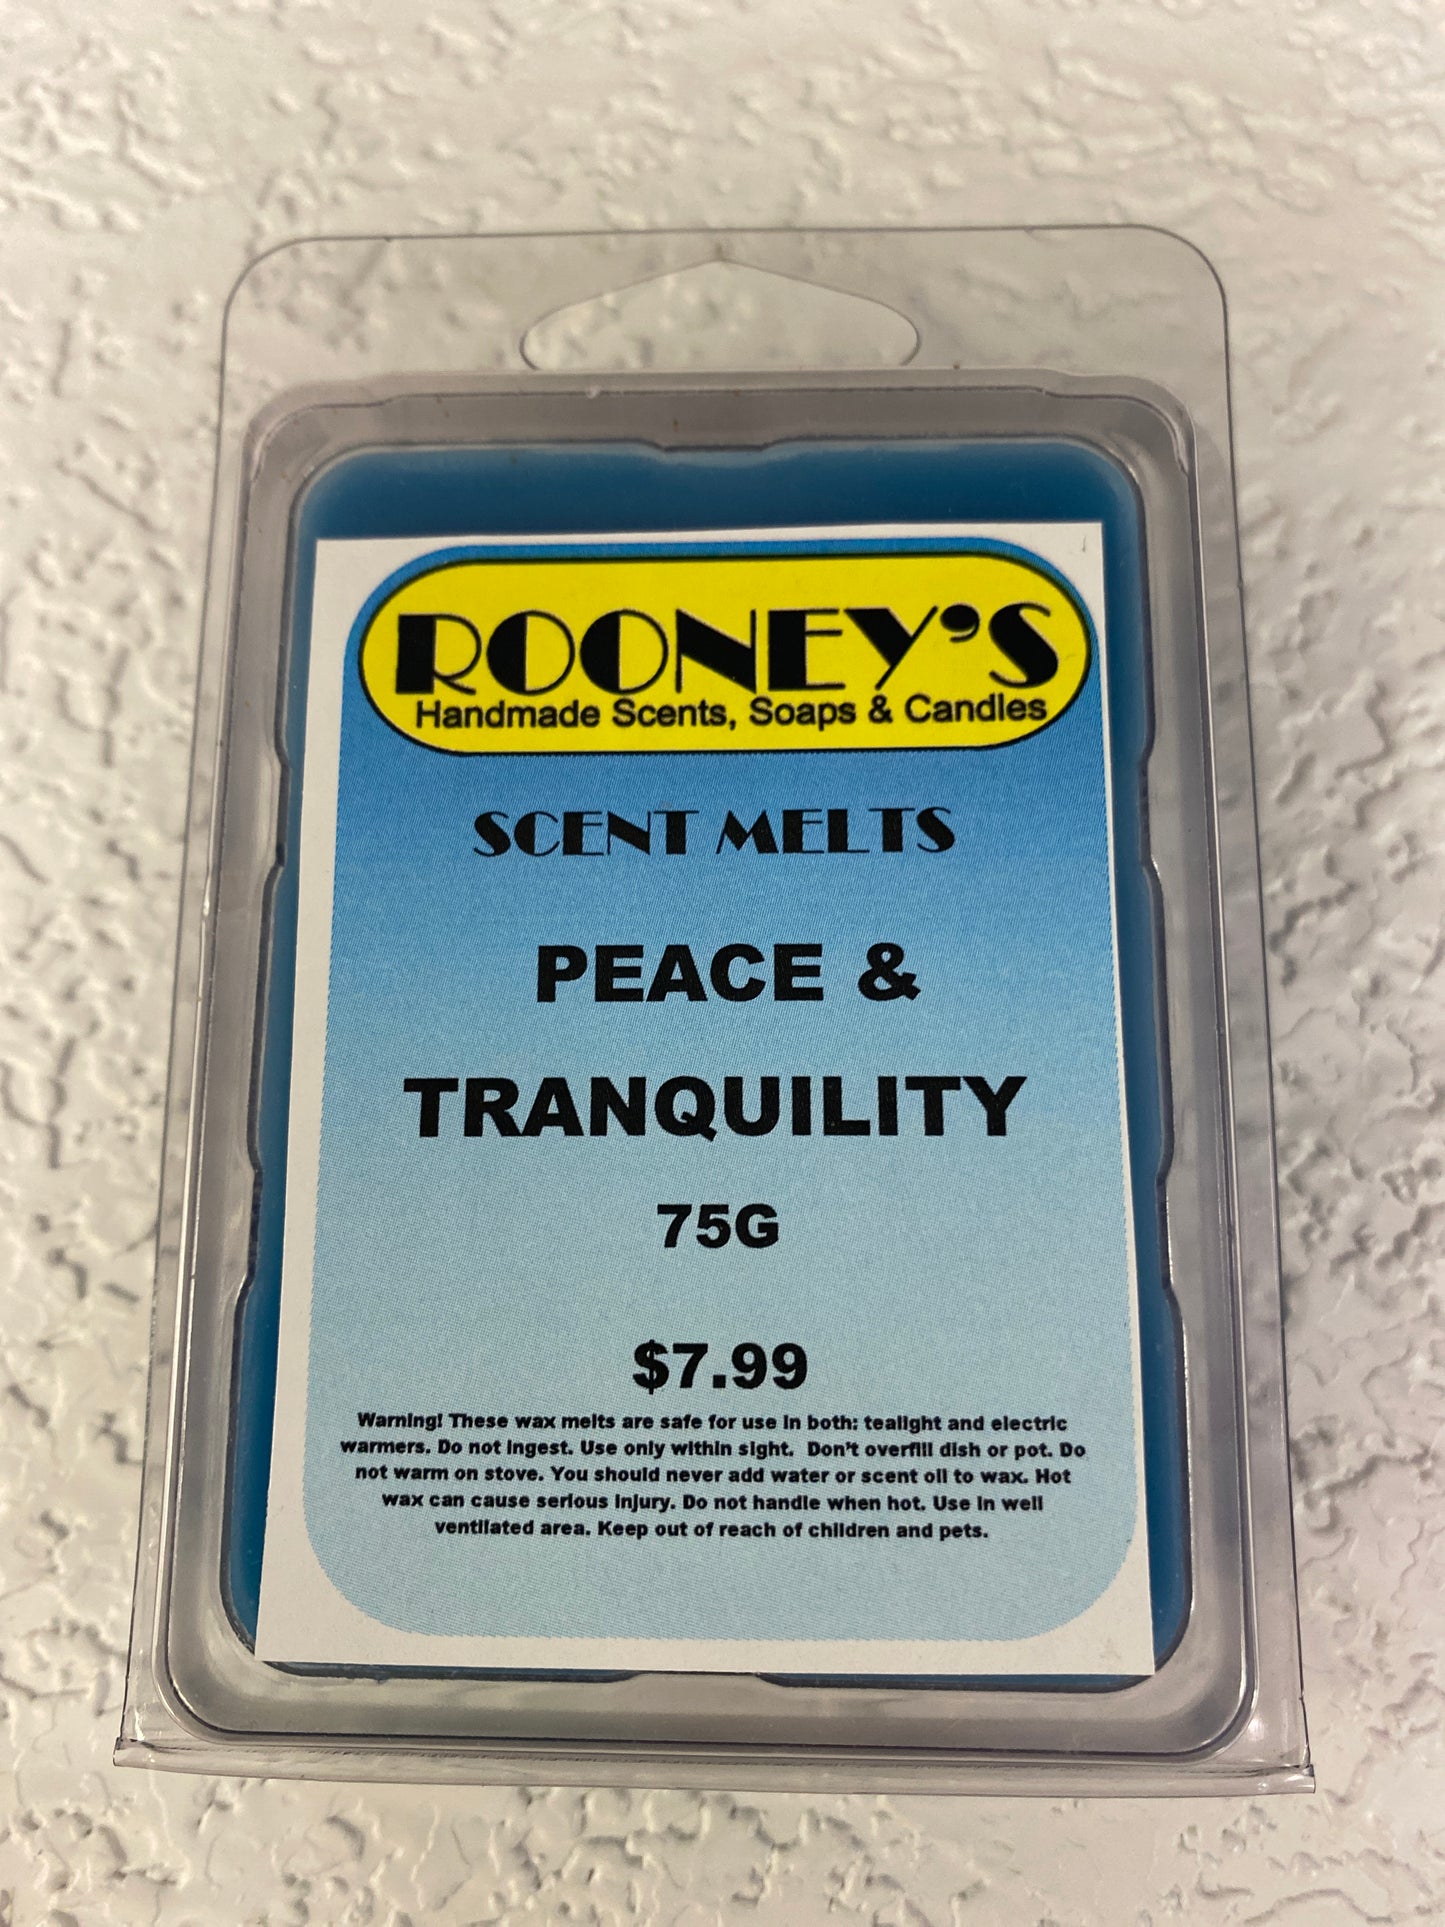 ROONEY'S
Handmade Scents, Soaps & Candles
SCENT MELTS
PEACE &
TRANQUILITY
75G
$7.99
Warning! These wax melts are safe for use in both: tealight and electric
warmers. Do not ingest. Use only within sight. Don't overfill dish or pot. Do
not warm on stove. You should never add water or scent oil to wax. Hot
wax can cause serious injury. Do not handle when hot. Use in well
ventilated area. Keep out of reach of children and pets.